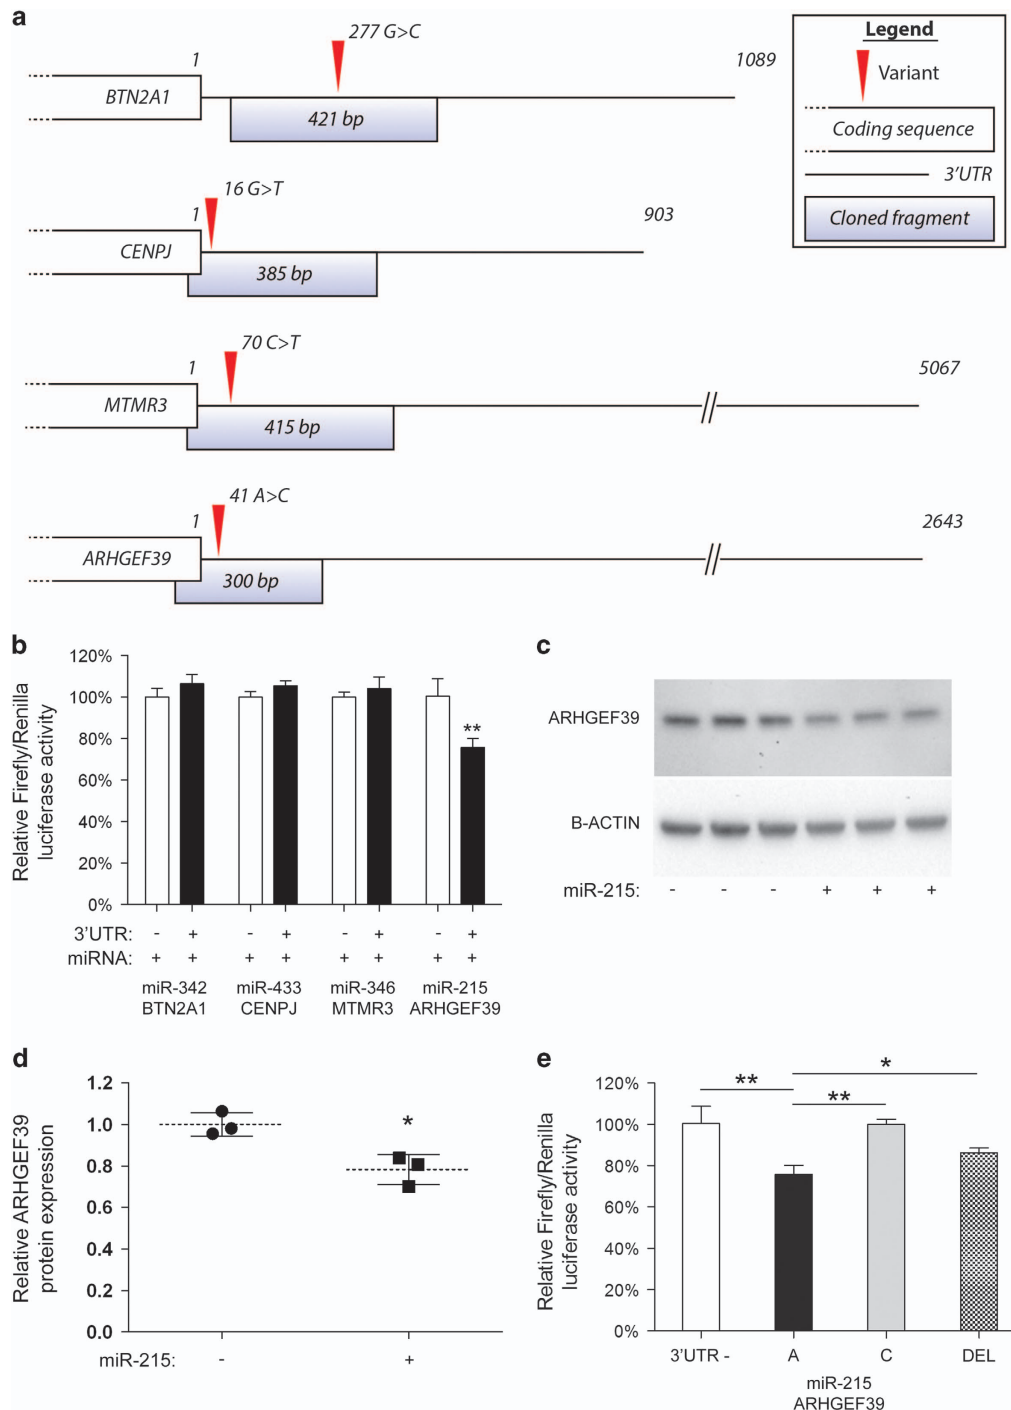 a
277 G>C
1
1089
BTN2A1
421 bp
Legend
Variant
Coding sequence
3'UTR
Cloned fragment
16 G>T
1
903
CENPJ
385 bp
70 C>T
1
5067
MTMR3
415 bp
41 A>C
1
2643
ARHGEF39
300 bp
b
Relative Firefly/Renilla
luciferase activity
120%
100%
80%
60%
40%
20%
0%
**
3'UTR: - + - + - + - +
miRNA: + + + + + + + +
miR-342 miR-433 miR-346 miR-215
BTN2A1 CENPJ MTMR3 ARHGEF39
c
ARHGEF39
B-ACTIN
miR-215: - - - + + +
d
Relative ARHGEF39
protein expression
1.2
1.0
0.8
0.6
0.4
0.2
0.0
*
miR-215: - +
e
Relative Firefly/Renilla
luciferase activity
120%
100%
80%
60%
40%
20%
0%
*
**
**
3'UTR - A C DEL
miR-215
ARHGEF39